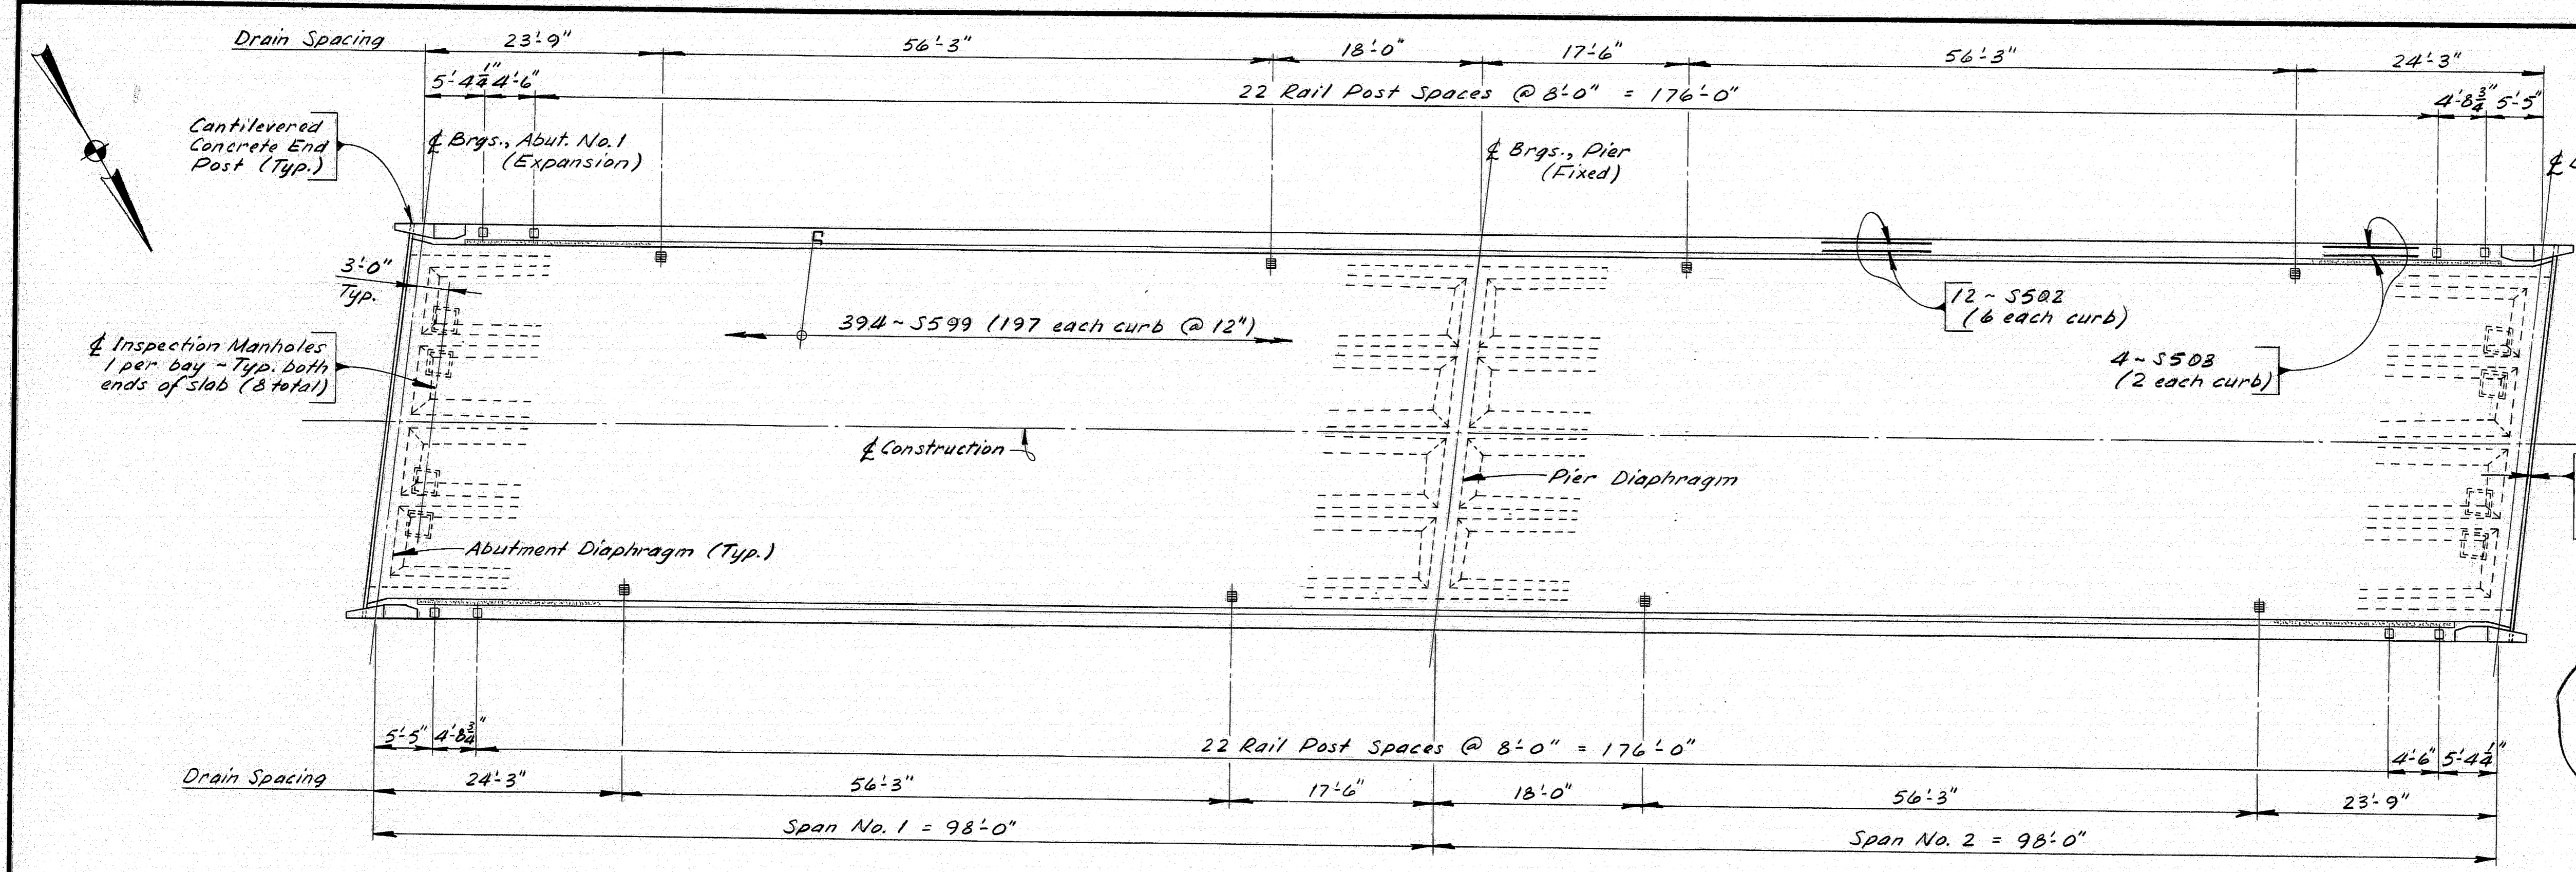 Drain Spacing
23'-9"
56'-3"
18'-0"
17'-6"
56'-3"
24'-3"
5'-4 1/4"
4'-6"
22 Rail Post Spaces @ 8'-0" = 176'-0"
4'-8 3/4"
5'-5"
Cantilevered
Concrete End
Post (Typ.)
℄ Brgs., Abut. No. 1
(Expansion)
℄ Brgs., Pier
(Fixed)
℄
3'-0"
Typ.
394 ~ S599 (197 each curb @ 12")
12 ~ S502
(6 each curb)
4 ~ S503
(2 each curb)
℄ Inspection Manholes
1 per bay ~ Typ. both
ends of slab (8 total)
℄ Construction
Pier Diaphragm
Abutment Diaphragm (Typ.)
5'-5"
4'-8 3/4"
22 Rail Post Spaces @ 8'-0" = 176'-0"
4'-6"
5'-4 1/4"
Drain Spacing
24'-3"
56'-3"
17'-6"
18'-0"
56'-3"
23'-9"
Span No. 1 = 98'-0"
Span No. 2 = 98'-0"